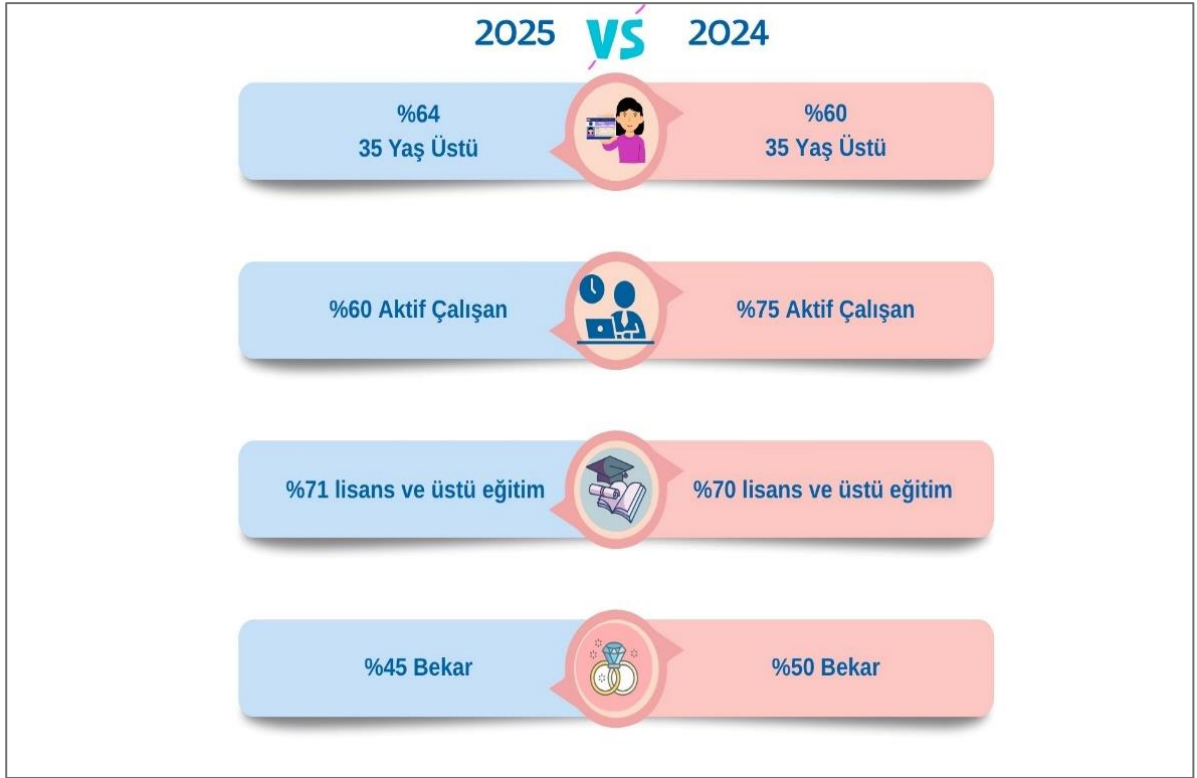 2025 VS 2024
%64
35 Yaş Üstü
%60
35 Yaş Üstü
%60 Aktif Çalışan
%75 Aktif Çalışan
%71 lisans ve üstü eğitim
%70 lisans ve üstü eğitim
%45 Bekar
%50 Bekar